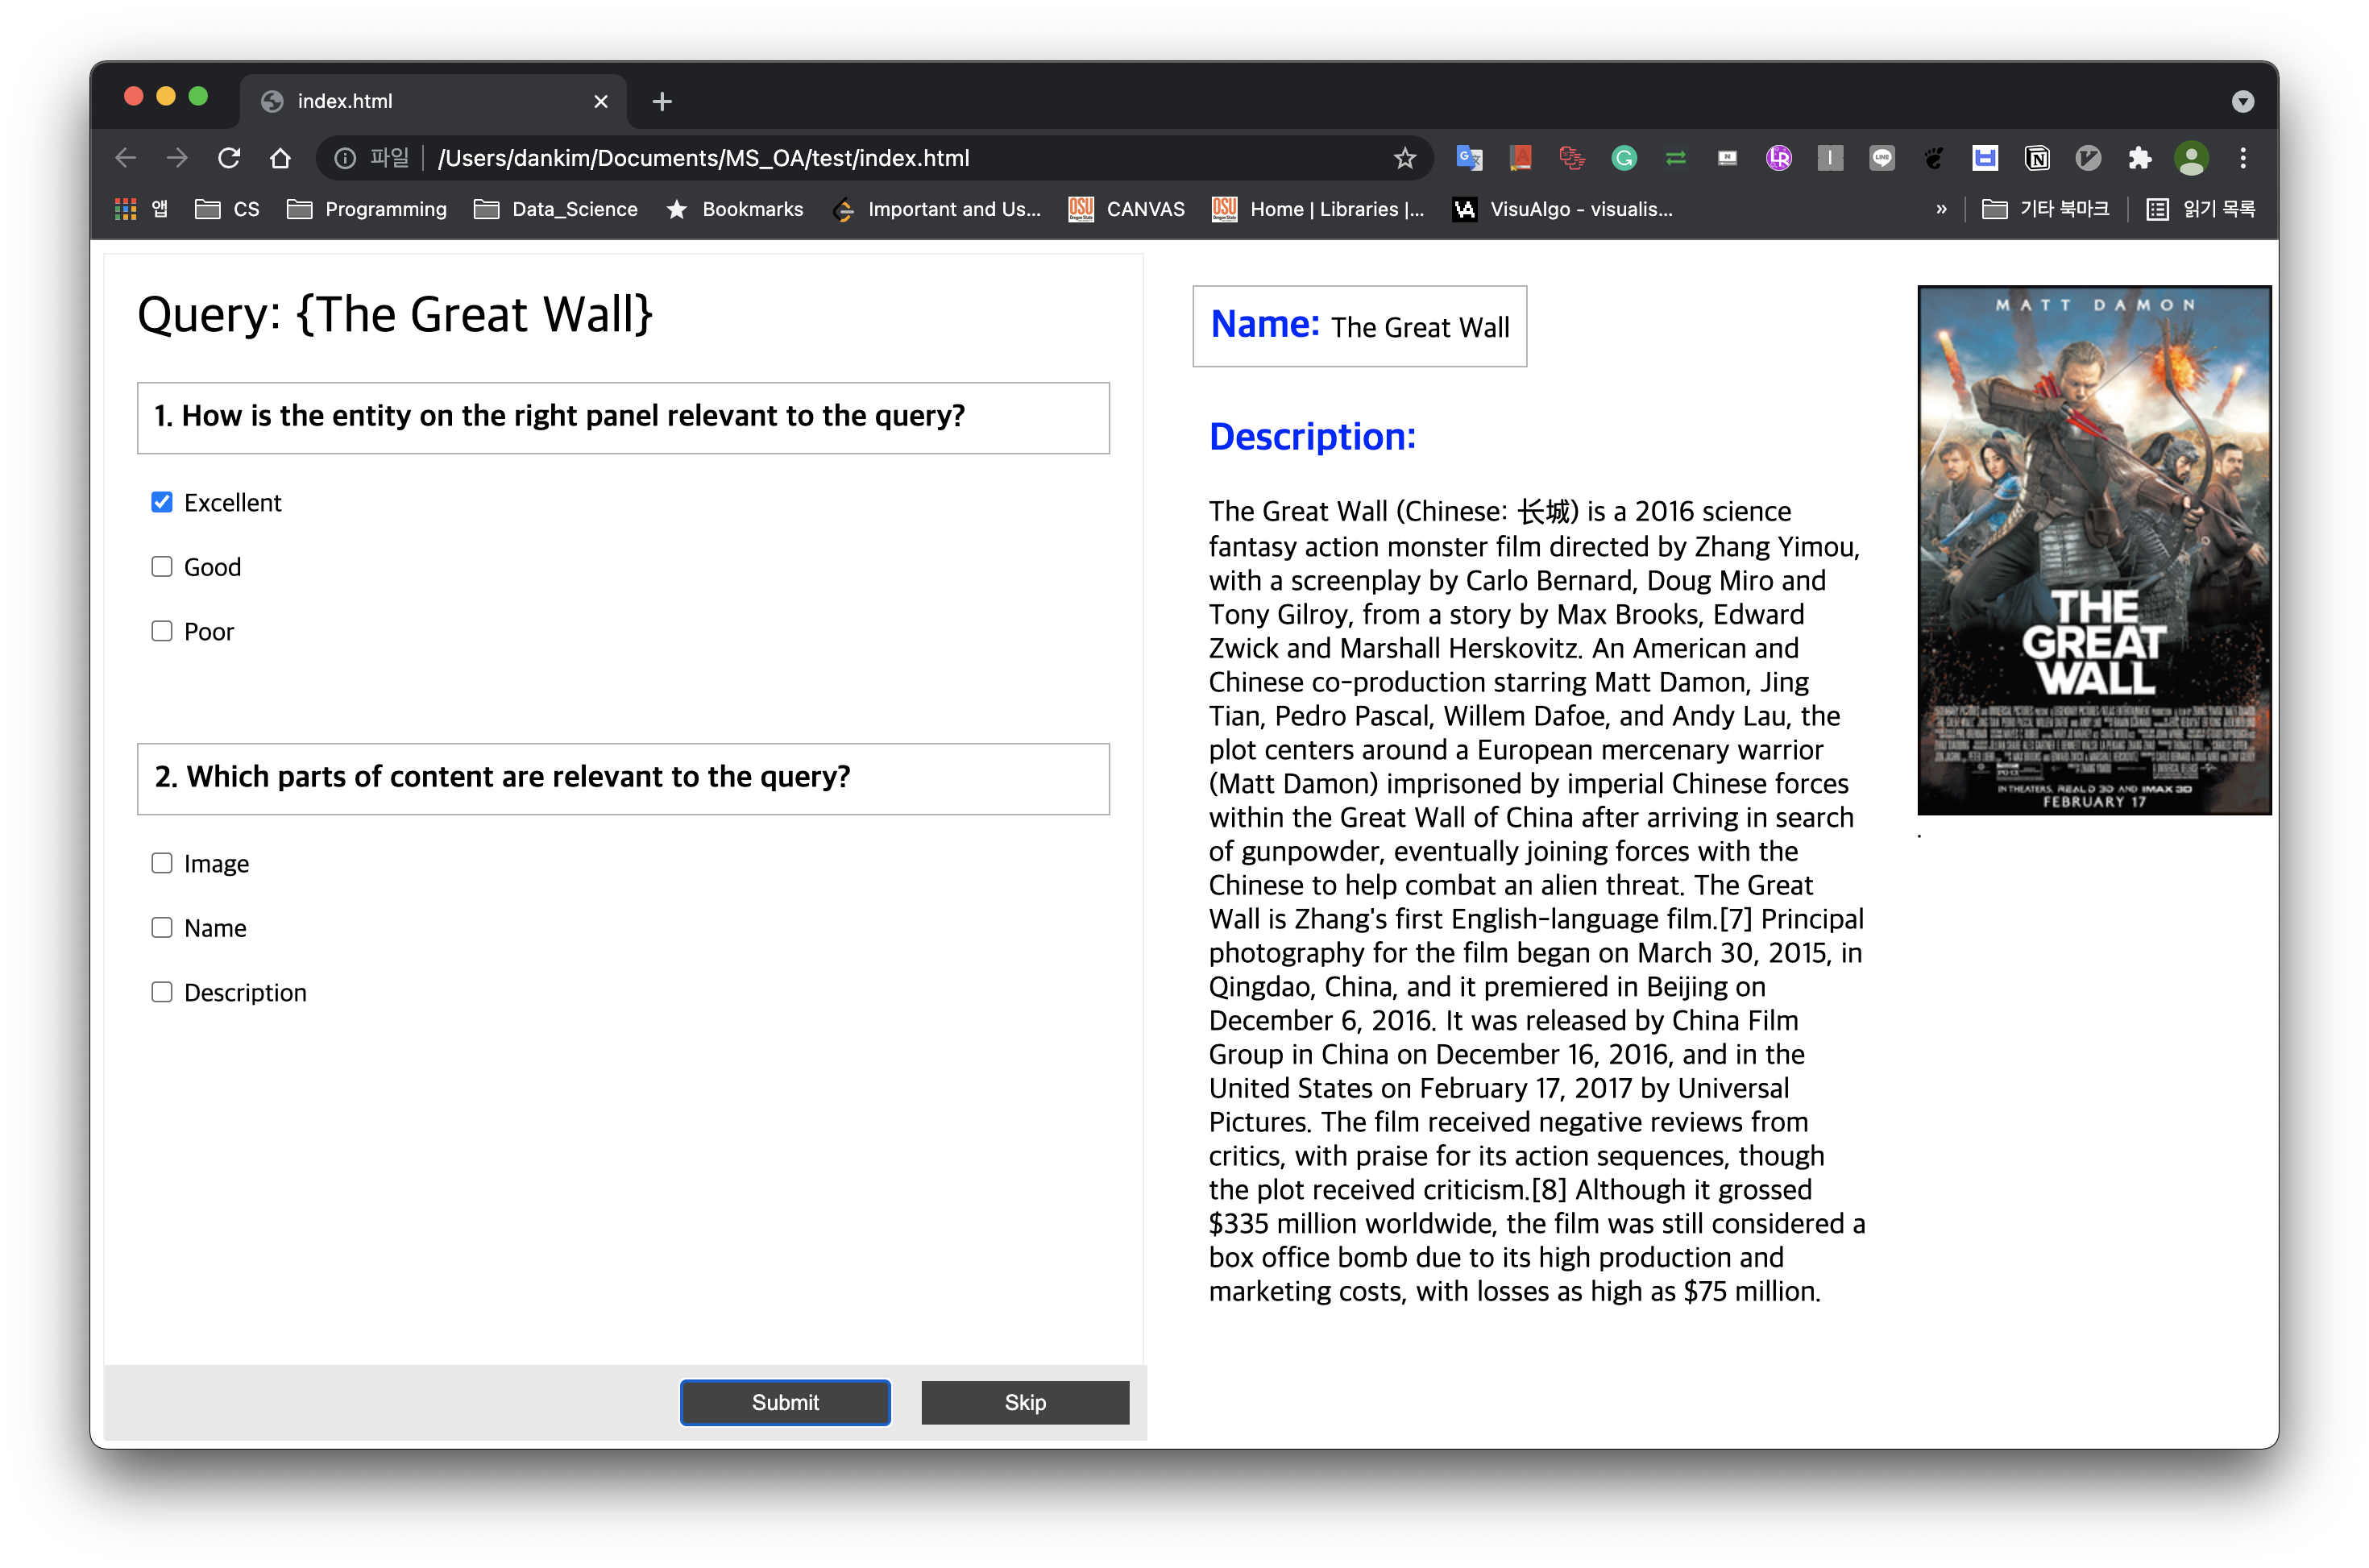 index.html
파일
/Users/dankim/Documents/MS_OA/test/index.html
앱
CS
Programming
Data_Science
Bookmarks
Important and Us...
CANVAS
Home | Libraries |...
VisuAlgo - visualis...
»
기타 북마크
읽기 목록
Query: {The Great Wall}
1. How is the entity on the right panel relevant to the query?
Excellent
Good
Poor
2. Which parts of content are relevant to the query?
Image
Name
Description
Submit
Skip
Name: The Great Wall
Description:
The Great Wall (Chinese: 长城) is a 2016 science
fantasy action monster film directed by Zhang Yimou,
with a screenplay by Carlo Bernard, Doug Miro and
Tony Gilroy, from a story by Max Brooks, Edward
Zwick and Marshall Herskovitz. An American and
Chinese co-production starring Matt Damon, Jing
Tian, Pedro Pascal, Willem Dafoe, and Andy Lau, the
plot centers around a European mercenary warrior
(Matt Damon) imprisoned by imperial Chinese forces
within the Great Wall of China after arriving in search
of gunpowder, eventually joining forces with the
Chinese to help combat an alien threat. The Great
Wall is Zhang's first English-language film.[7] Principal
photography for the film began on March 30, 2015, in
Qingdao, China, and it premiered in Beijing on
December 6, 2016. It was released by China Film
Group in China on December 16, 2016, and in the
United States on February 17, 2017 by Universal
Pictures. The film received negative reviews from
critics, with praise for its action sequences, though
the plot received criticism.[8] Although it grossed
$335 million worldwide, the film was still considered a
box office bomb due to its high production and
marketing costs, with losses as high as $75 million.
MATT DAMON
THE
GREAT
WALL
IN THEATERS, REAL D 3D AND IMAX 3D
FEBRUARY 17
.